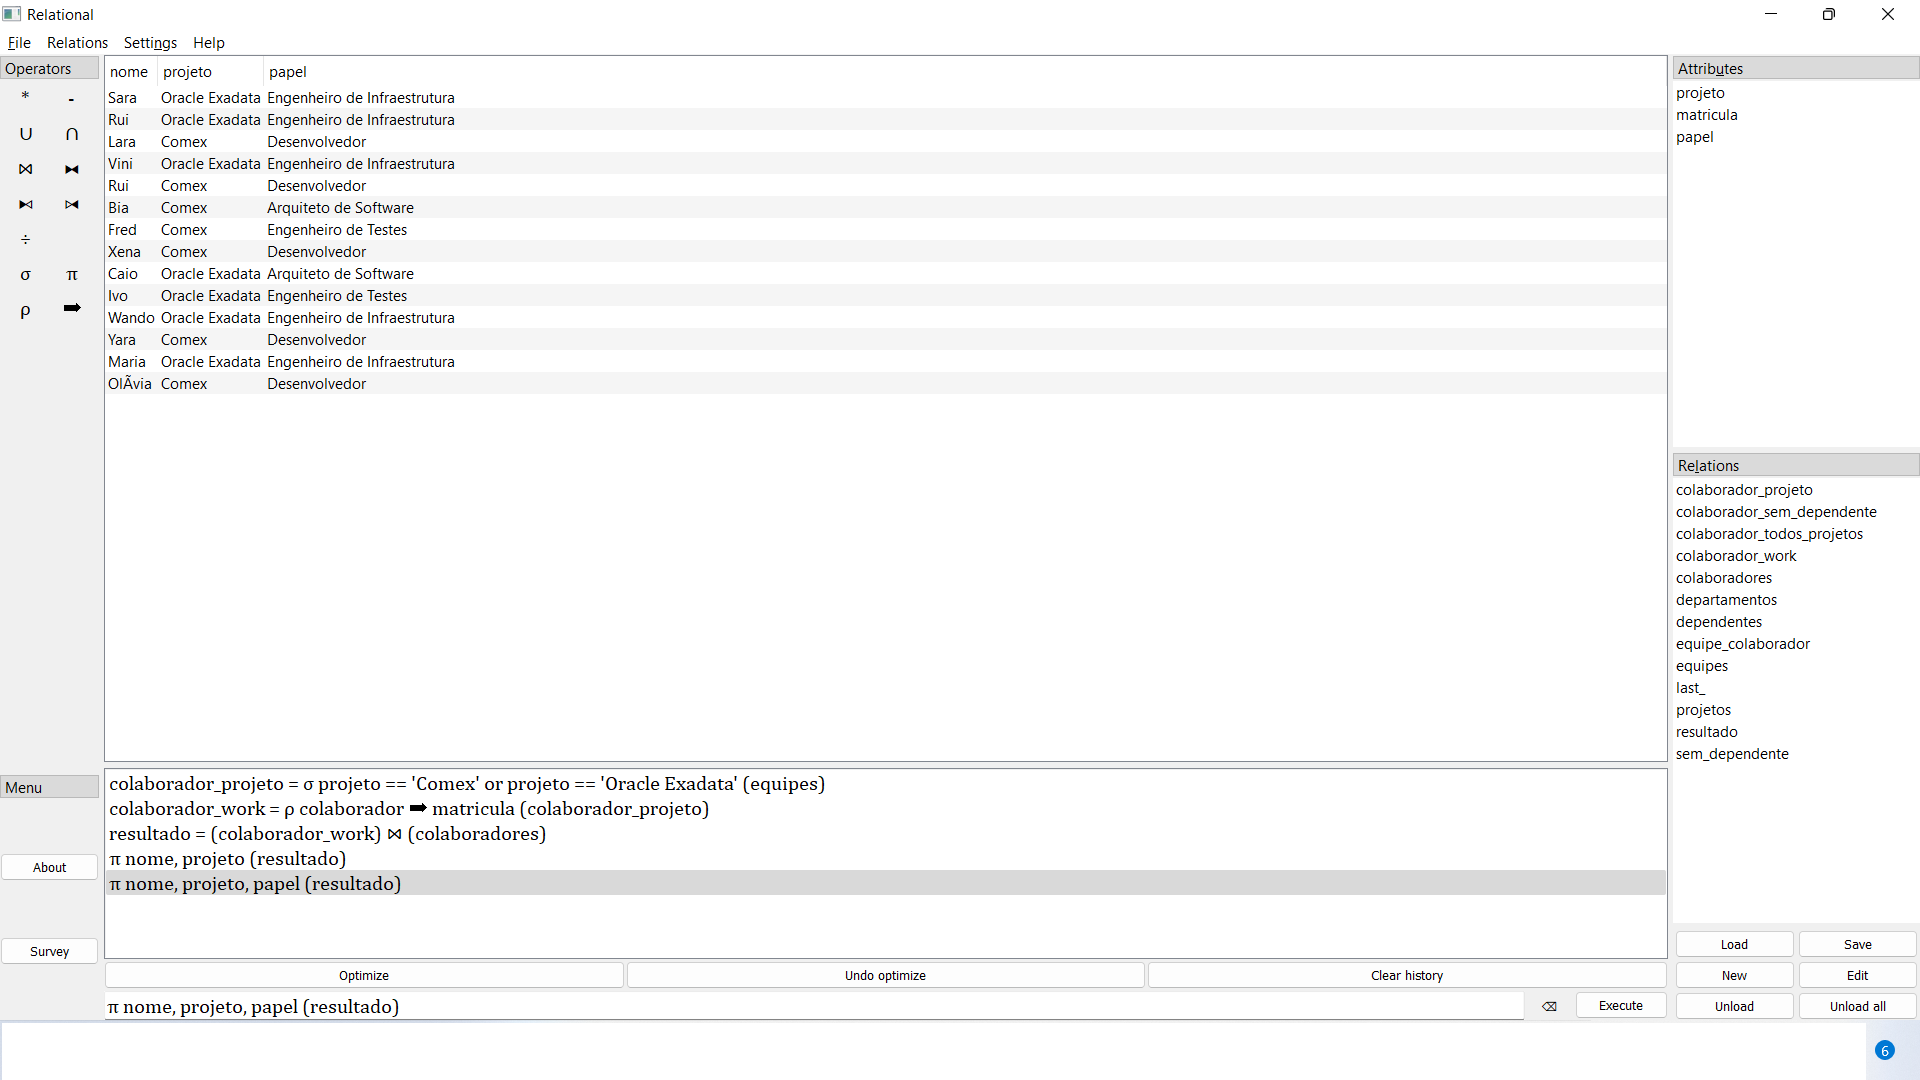 Relational
File Relations Settings Help
Operators
* -
∪ ∩
⋈ ⧓
⧑ ⧒
÷
σ π
ρ ➡
nome projeto papel
Sara Oracle Exadata Engenheiro de Infraestrutura
Rui Oracle Exadata Engenheiro de Infraestrutura
Lara Comex Desenvolvedor
Vini Oracle Exadata Engenheiro de Infraestrutura
Rui Comex Desenvolvedor
Bia Comex Arquiteto de Software
Fred Comex Engenheiro de Testes
Xena Comex Desenvolvedor
Caio Oracle Exadata Arquiteto de Software
Ivo Oracle Exadata Engenheiro de Testes
Wando Oracle Exadata Engenheiro de Infraestrutura
Yara Comex Desenvolvedor
Maria Oracle Exadata Engenheiro de Infraestrutura
OlÃvia Comex Desenvolvedor
Attributes
projeto
matricula
papel
Relations
colaborador_projeto
colaborador_sem_dependente
colaborador_todos_projetos
colaborador_work
colaboradores
departamentos
dependentes
equipe_colaborador
equipes
last_
projetos
resultado
sem_dependente
Menu
About
Survey
colaborador_projeto = σ projeto == 'Comex' or projeto == 'Oracle Exadata' (equipes)
colaborador_work = ρ colaborador ➡ matricula (colaborador_projeto)
resultado = (colaborador_work) ⋈ (colaboradores)
π nome, projeto (resultado)
π nome, projeto, papel (resultado)
Optimize Undo optimize Clear history
π nome, projeto, papel (resultado) ⌫ Execute
Load Save
New Edit
Unload Unload all
6